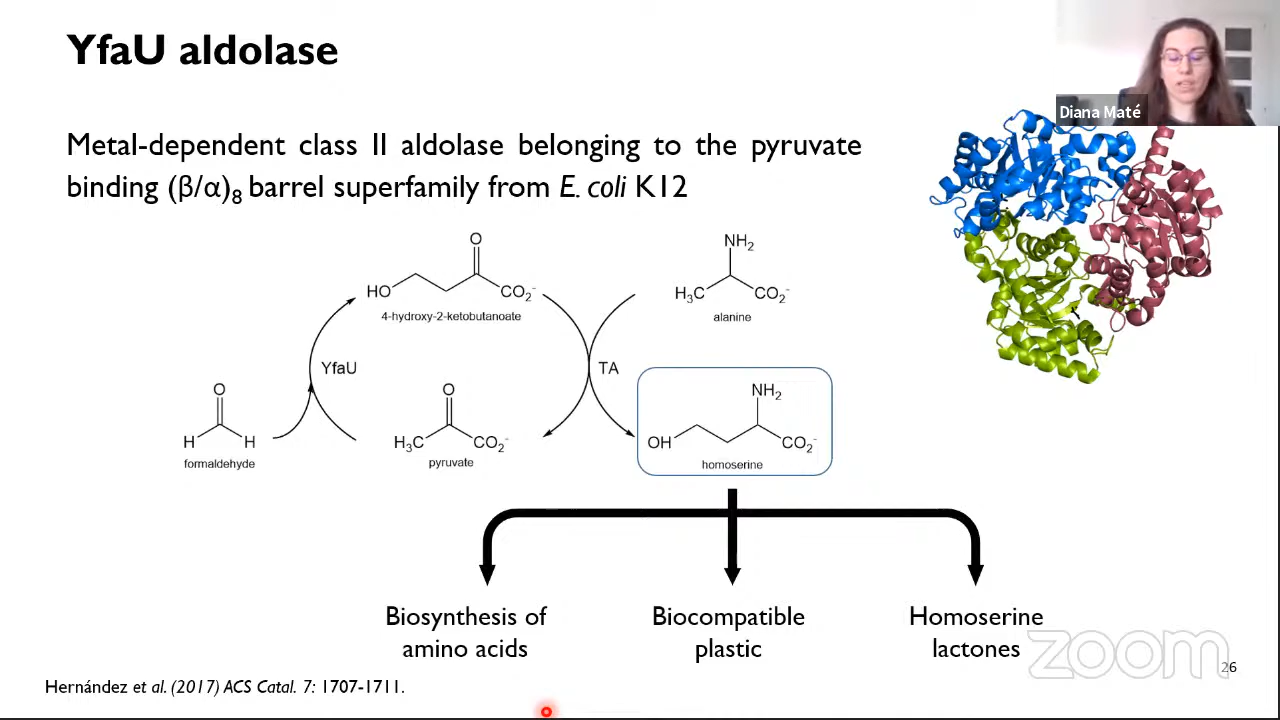 YfaU aldolase
Diana Maté
Metal-dependent class II aldolase belonging to the pyruvate
binding (β/α)8 barrel superfamily from E. coli K12
O
HO
CO2-
4-hydroxy-2-ketobutanoate
NH2
H3C
CO2-
alanine
YfaU
TA
O
H
H
formaldehyde
O
H3C
CO2-
pyruvate
NH2
OH
CO2-
homoserine
Biosynthesis of
amino acids
Biocompatible
plastic
Homoserine
lactones
zoom
26
Hernández et al. (2017) ACS Catal. 7: 1707-1711.